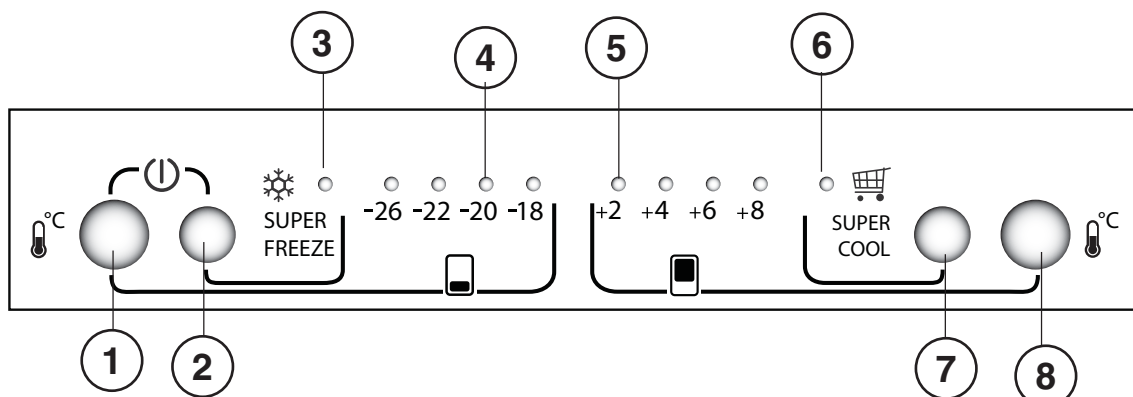 3
4
5
6
°C
SUPER
FREEZE
-26 -22 -20 -18
+2 +4 +6 +8
SUPER
COOL
°C
1
2
7
8